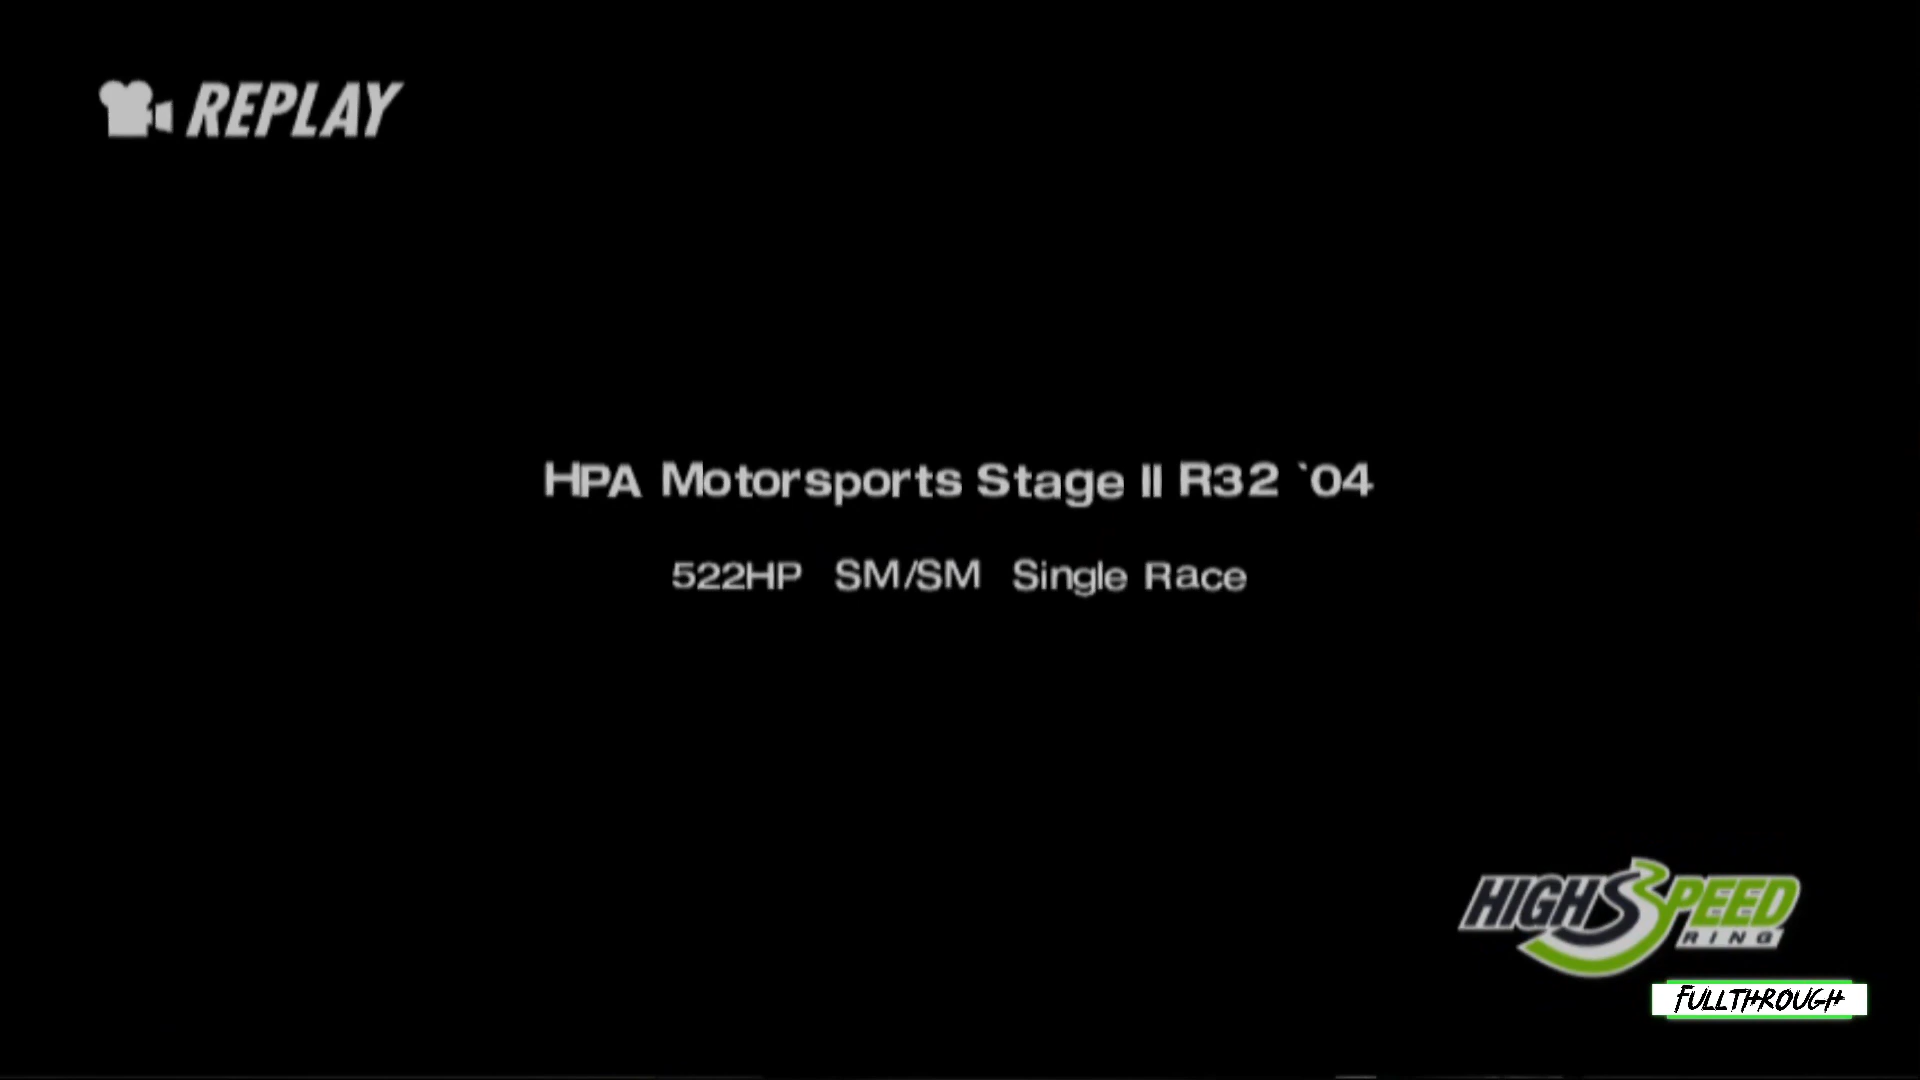 REPLAY
HPA Motorsports Stage II R32 `04
522HP SM/SM Single Race
HIGH SPEED
RING
FULLTHROUGH